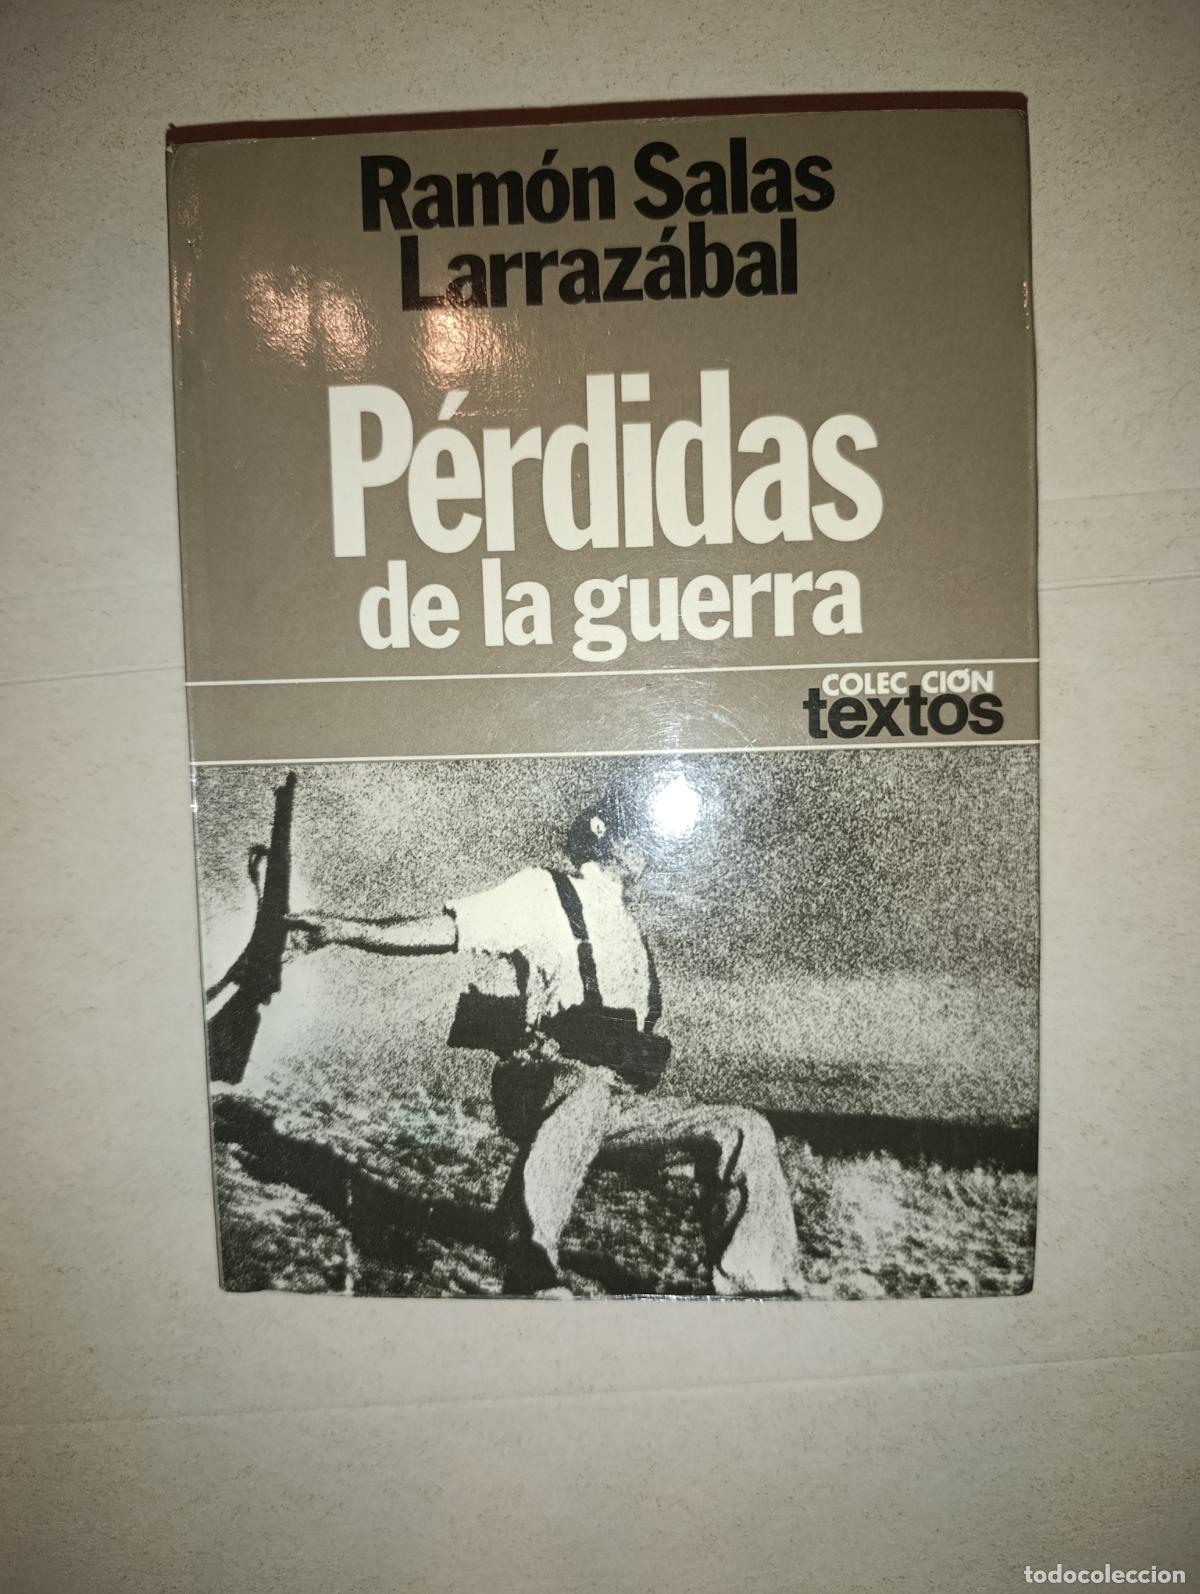 Ramón Salas
Larrazábal
Pérdidas
de la guerra
COLECCIÓN
textos
todocoleccion